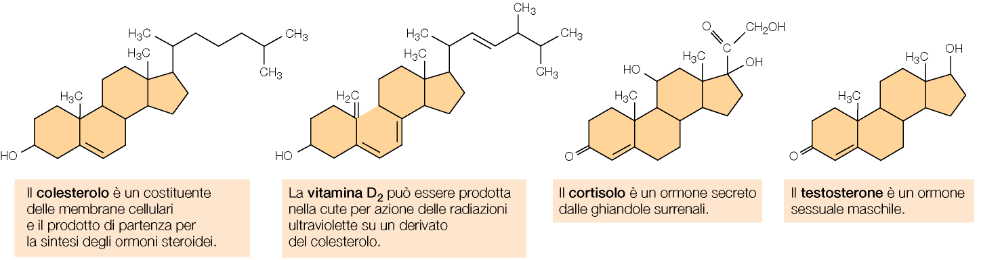 H₃C
H₃C
CH₃
CH₃
H₃C
HO
Il colesterolo è un costituente
delle membrane cellulari
e il prodotto di partenza per
la sintesi degli ormoni steroidei.
CH₃
H₃C
CH₃
H₃C
CH₃
H₂C
HO
La vitamina D₂ può essere prodotta
nella cute per azione delle radiazioni
ultraviolette su un derivato
del colesterolo.
O
CH₂OH
C
H₃C
OH
HO
H₃C
O
Il cortisolo è un ormone secreto
dalle ghiandole surrenali.
OH
H₃C
H₃C
O
Il testosterone è un ormone
sessuale maschile.